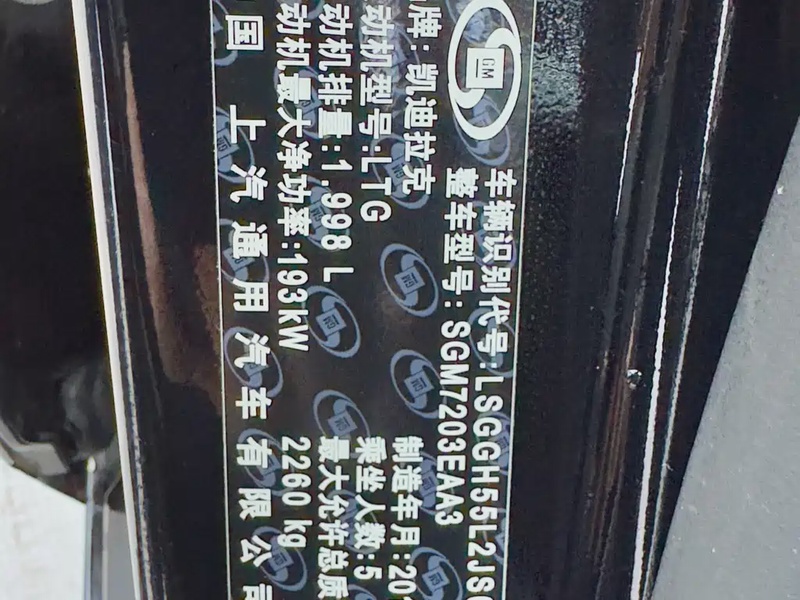 GM
车辆识别代号:LSGGH55L2JS
整车型号: SGM7203EAA3
牌: 凯迪拉克
制造年月:20
动机型号:LTG
乘坐人数:5
动机排量:1.998 L
最大允许总质
动机最大净功率:193kW
2260 kg
国 上 汽 通 用 汽 车 有 限 公 司